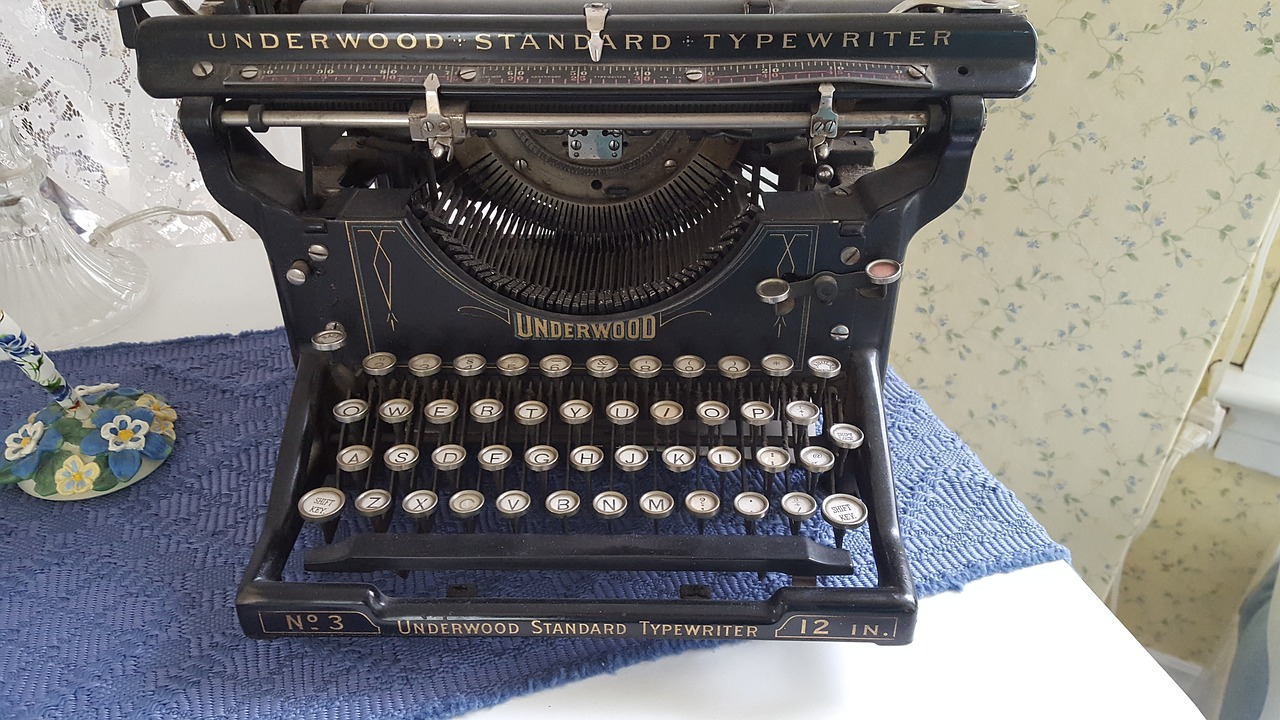 UNDERWOOD STANDARD TYPEWRITER
UNDERWOOD
Q W E R T Y U I O P
A S D F G H J K L
SHIFT KEY Z X C V B N M SHIFT KEY
Nº 3 UNDERWOOD STANDARD TYPEWRITER 12 IN.